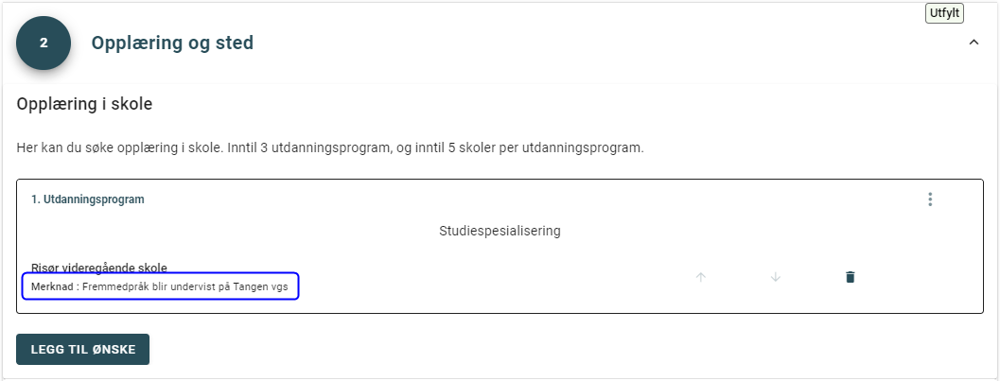 Utfylt
2
Opplæring og sted
Opplæring i skole
Her kan du søke opplæring i skole. Inntil 3 utdanningsprogram, og inntil 5 skoler per utdanningsprogram.
1. Utdanningsprogram
Studiespesialisering
Risør videregående skole
Merknad : Fremmedpråk blir undervist på Tangen vgs
LEGG TIL ØNSKE